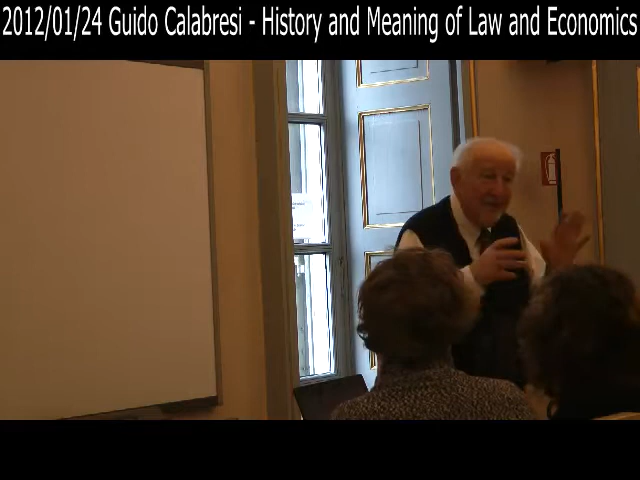 2012/01/24 Guido Calabresi - History and Meaning of Law and Economics